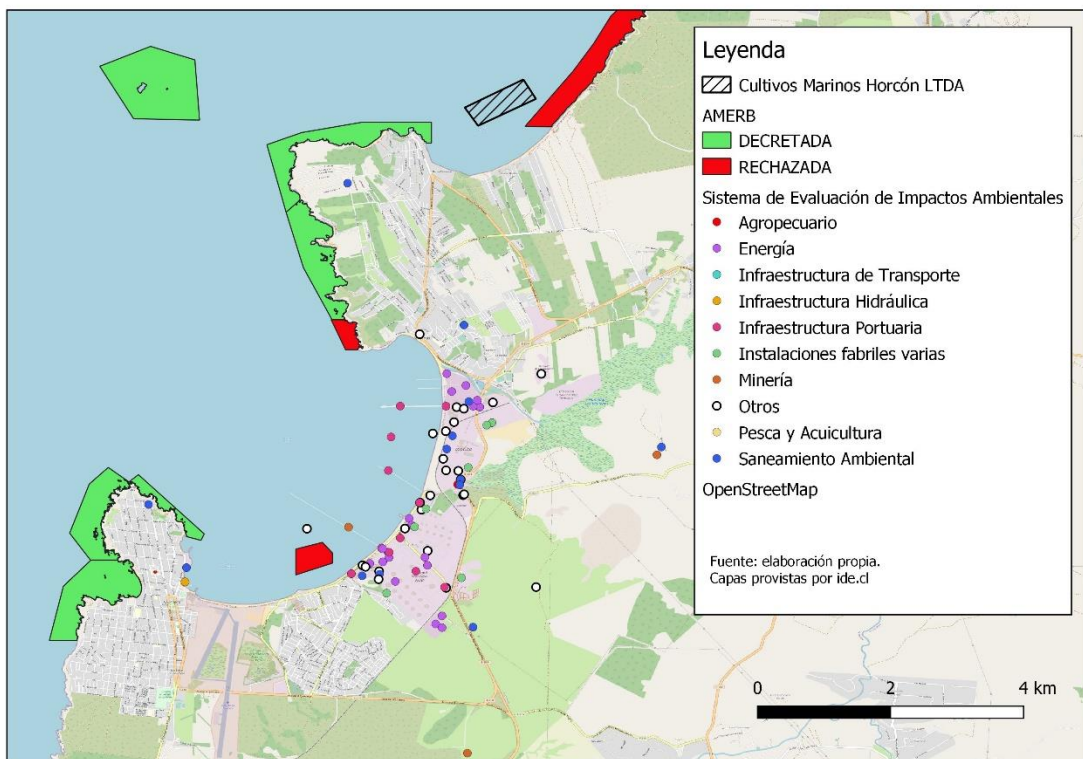 Leyenda
Cultivos Marinos Horcón LTDA
AMERB
DECRETADA
RECHAZADA
Sistema de Evaluación de Impactos Ambientales
Agropecuario
Energía
Infraestructura de Transporte
Infraestructura Hidráulica
Infraestructura Portuaria
Instalaciones fabriles varias
Minería
Otros
Pesca y Acuicultura
Saneamiento Ambiental
OpenStreetMap
Fuente: elaboración propia.
Capas provistas por ide.cl
0 2 4 km